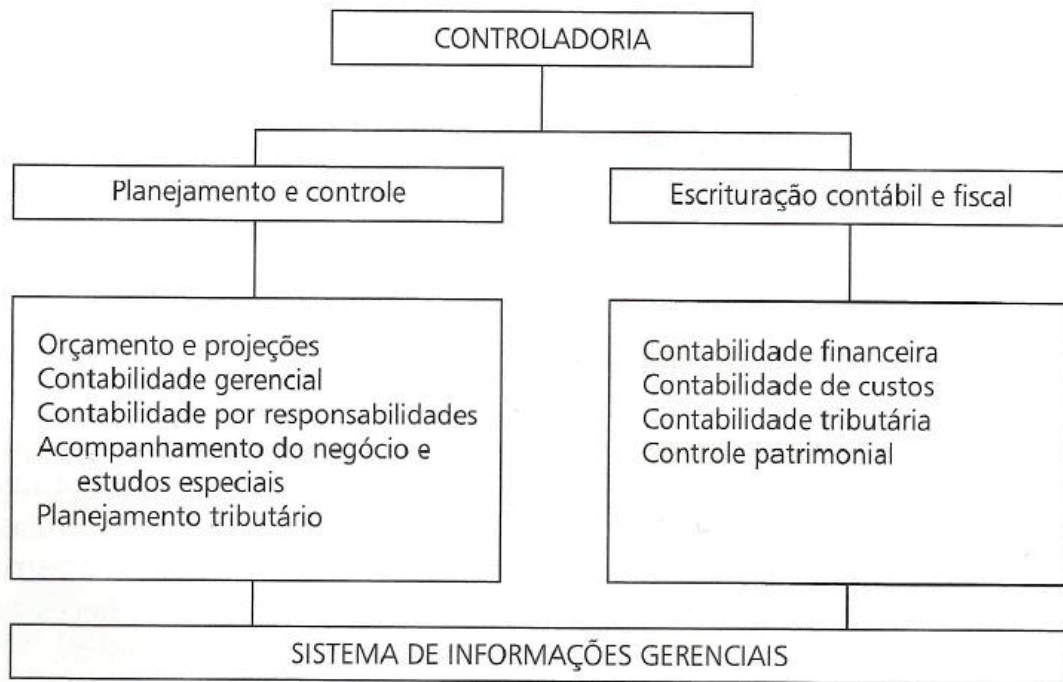 CONTROLADORIA
Planejamento e controle
Escrituração contábil e fiscal
Orçamento e projeções
Contabilidade gerencial
Contabilidade por responsabilidades
Acompanhamento do negócio e
estudos especiais
Planejamento tributário
Contabilidade financeira
Contabilidade de custos
Contabilidade tributária
Controle patrimonial
SISTEMA DE INFORMAÇÕES GERENCIAIS